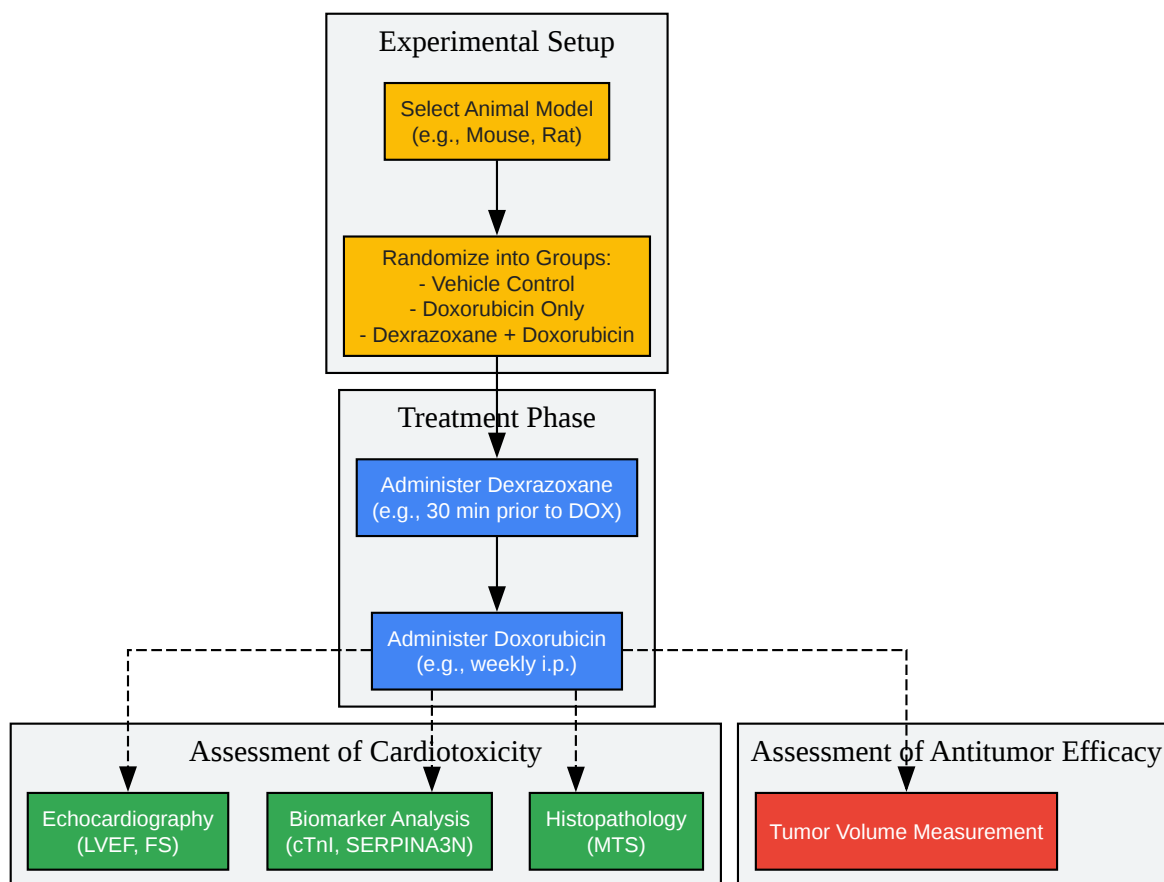 Experimental Setup
Select Animal Model
(e.g., Mouse, Rat)
Randomize into Groups:
- Vehicle Control
- Doxorubicin Only
- Dexrazoxane + Doxorubicin
Treatment Phase
Administer Dexrazoxane
(e.g., 30 min prior to DOX)
Administer Doxorubicin
(e.g., weekly i.p.)
Assessment of Cardiotoxicity
Echocardiography
(LVEF, FS)
Biomarker Analysis
(cTnI, SERPINA3N)
Histopathology
(MTS)
Assessment of Antitumor Efficacy
Tumor Volume Measurement